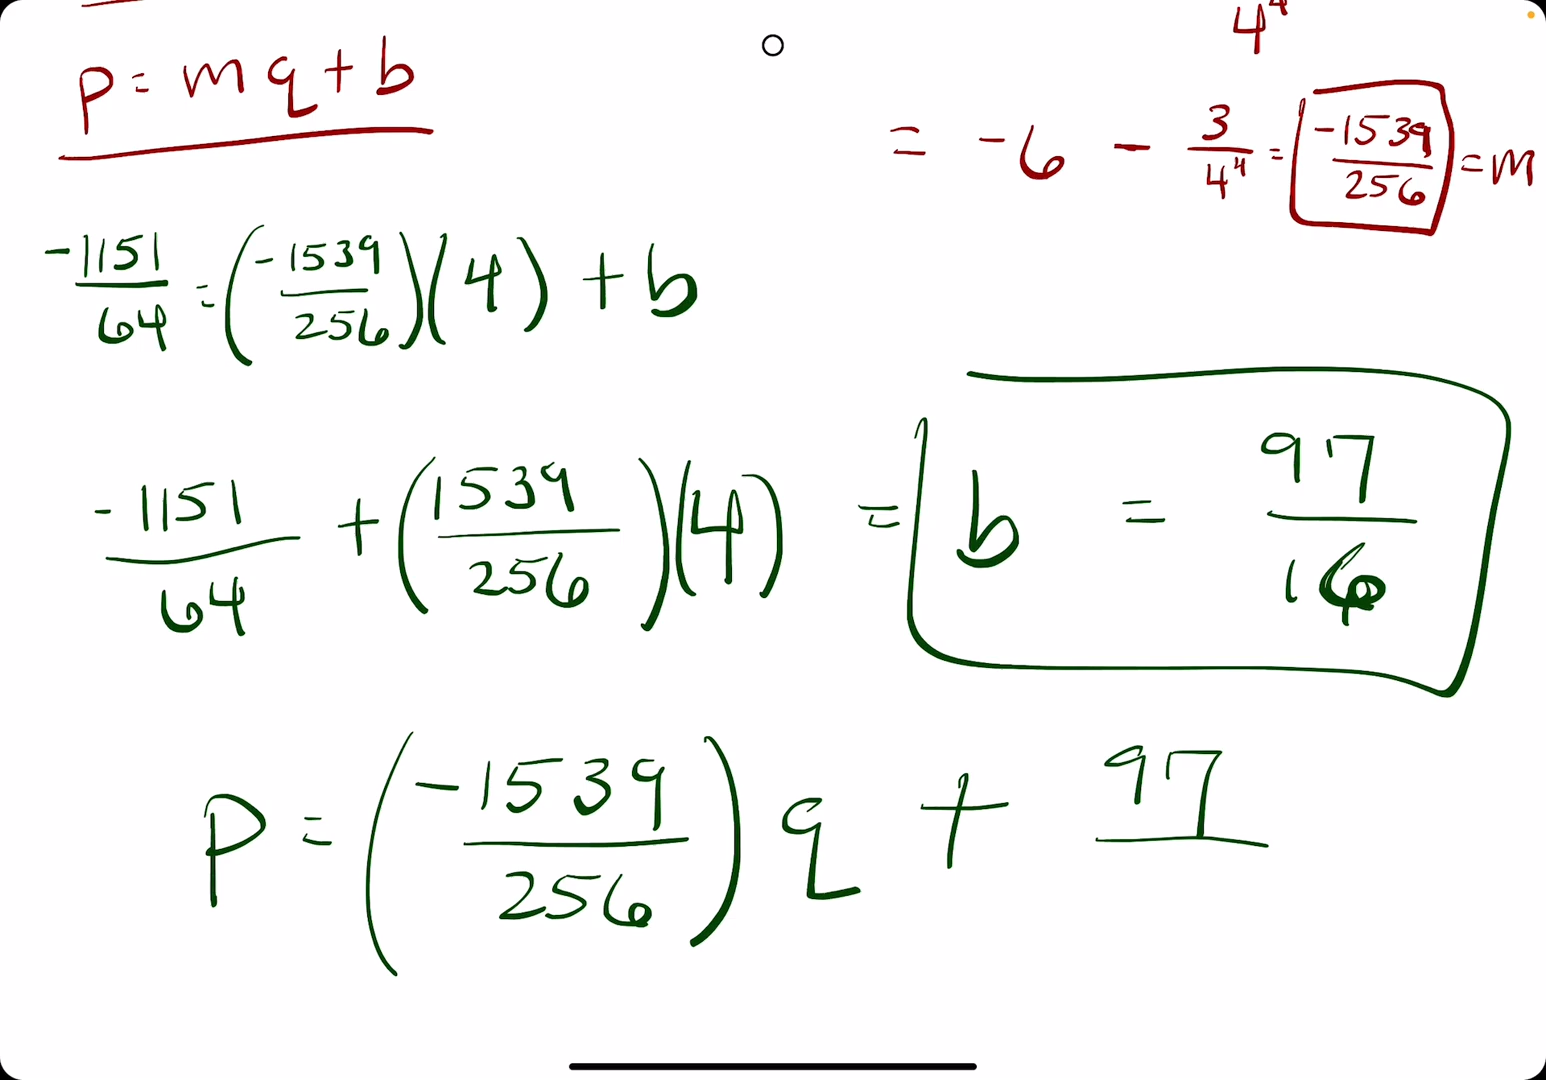 4⁴
p = mq + b
= -6 - 3/4⁴ = -1539/256 = m
-1151/64 = (-1539/256)(4) + b
-1151/64 + (1539/256)(4) = b = 97/16
p = (-1539/256) q + 97/